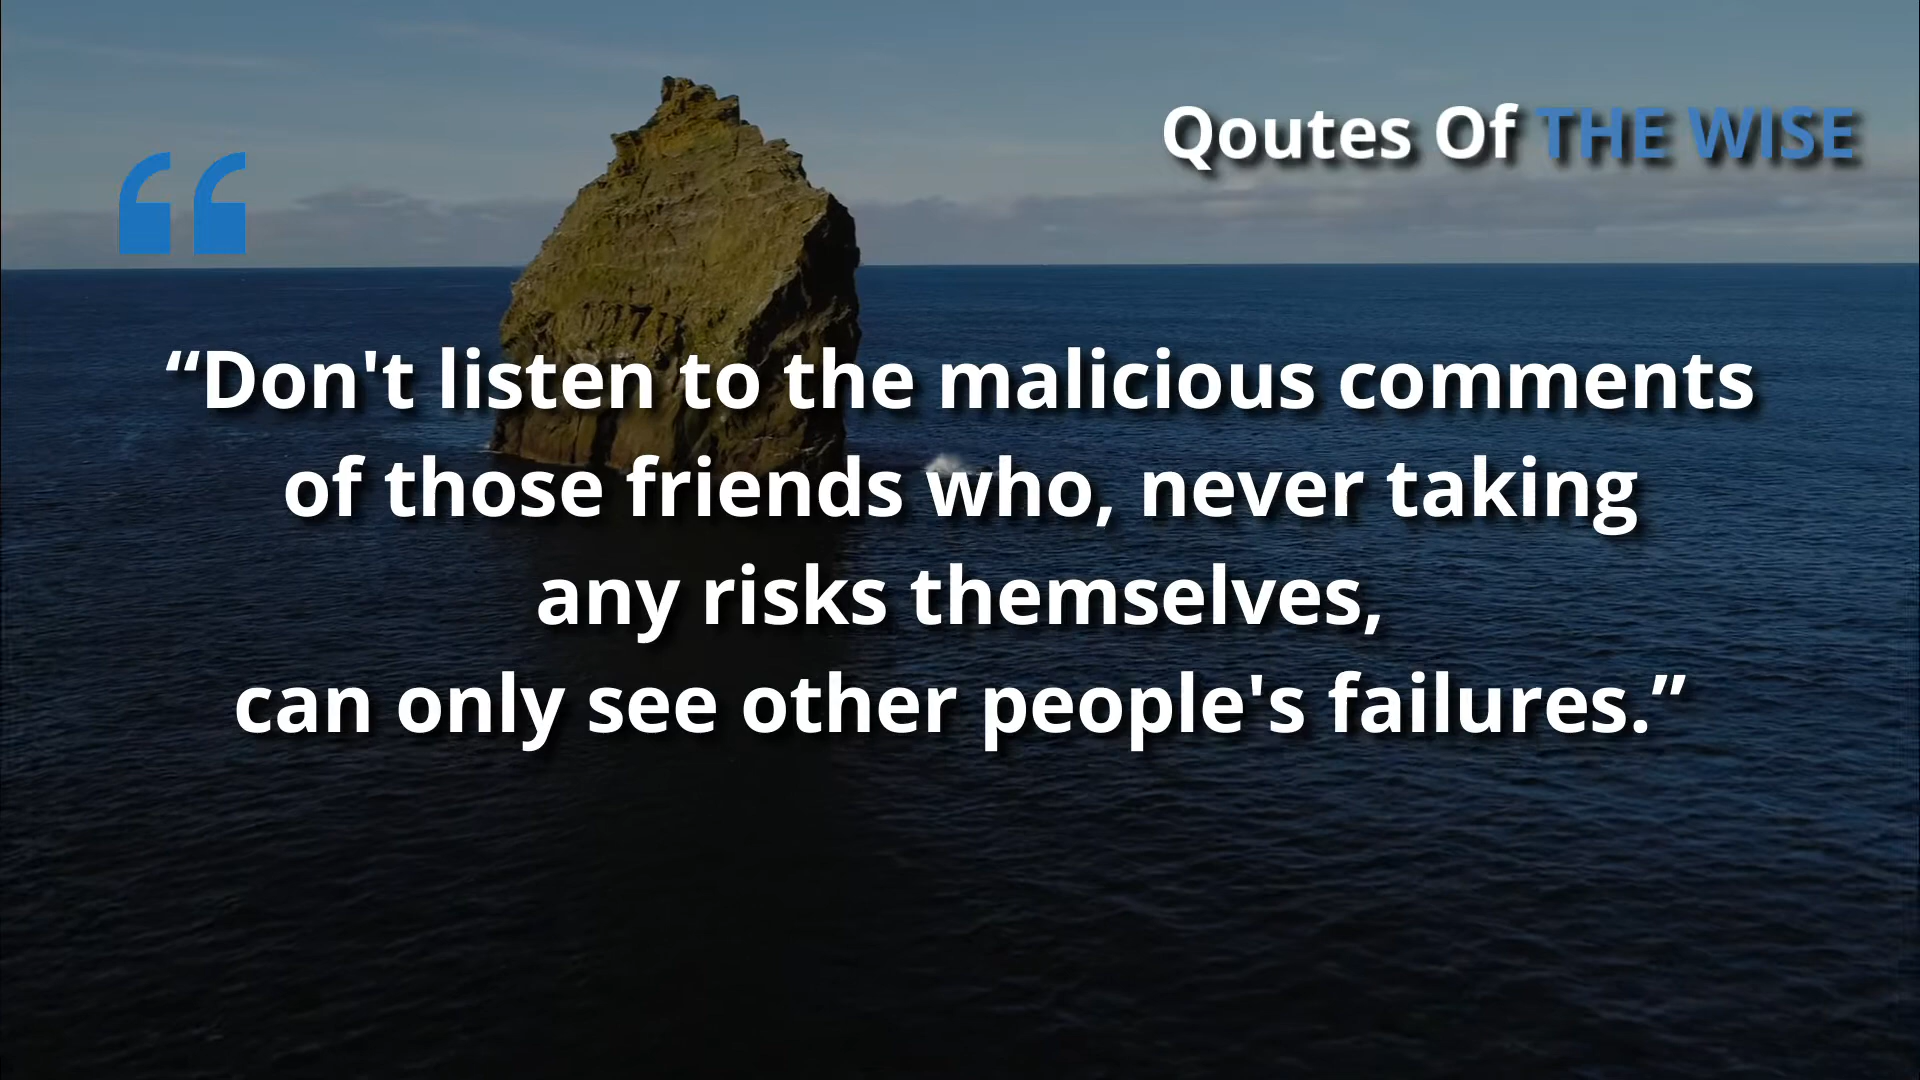 Qoutes Of THE WISE
“Don't listen to the malicious comments
of those friends who, never taking
any risks themselves,
can only see other people's failures.”